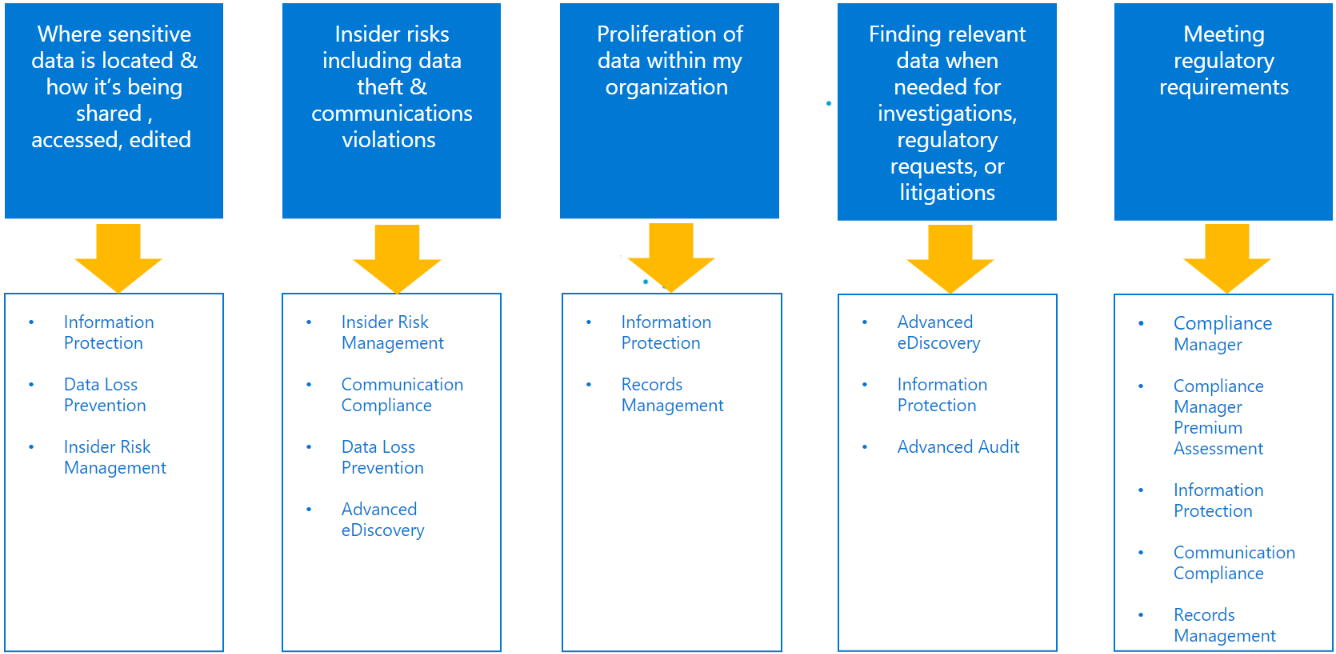 Where sensitive
data is located &
how it's being
shared ,
accessed, edited
Insider risks
including data
theft &
communications
violations
Proliferation of
data within my
organization
Finding relevant
data when
needed for
investigations,
regulatory
requests, or
litigations
Meeting
regulatory
requirements
• Information
Protection
• Data Loss
Prevention
• Insider Risk
Management
• Insider Risk
Management
• Communication
Compliance
• Data Loss
Prevention
• Advanced
eDiscovery
• Information
Protection
• Records
Management
• Advanced
eDiscovery
• Information
Protection
• Advanced Audit
• Compliance
Manager
• Compliance
Manager
Premium
Assessment
• Information
Protection
• Communication
Compliance
• Records
Management